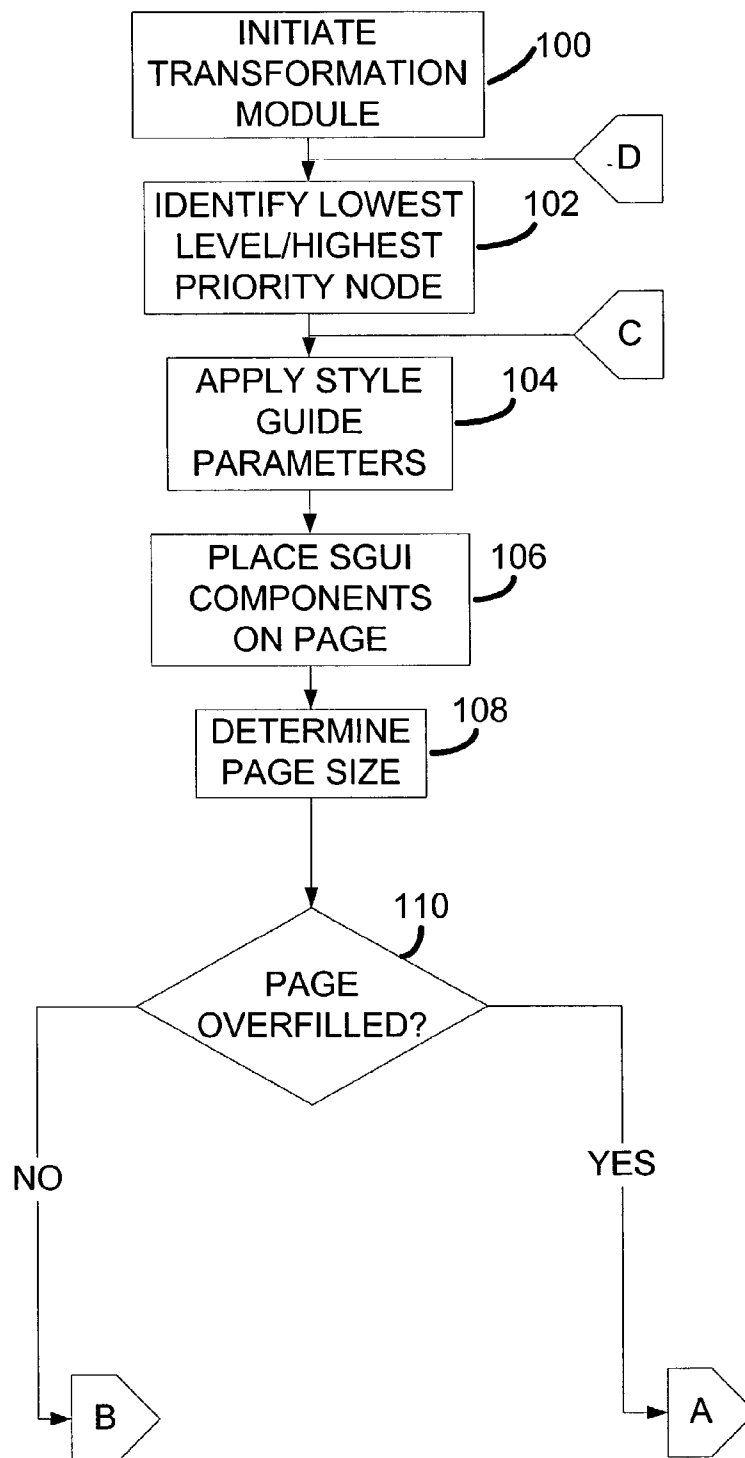 INITIATE
TRANSFORMATION
MODULE
100
D
IDENTIFY LOWEST
LEVEL/HIGHEST
PRIORITY NODE
102
C
APPLY STYLE
GUIDE
PARAMETERS
104
PLACE SGUI
COMPONENTS
ON PAGE
106
DETERMINE
PAGE SIZE
108
110
PAGE
OVERFILLED?
NO
YES
B
A